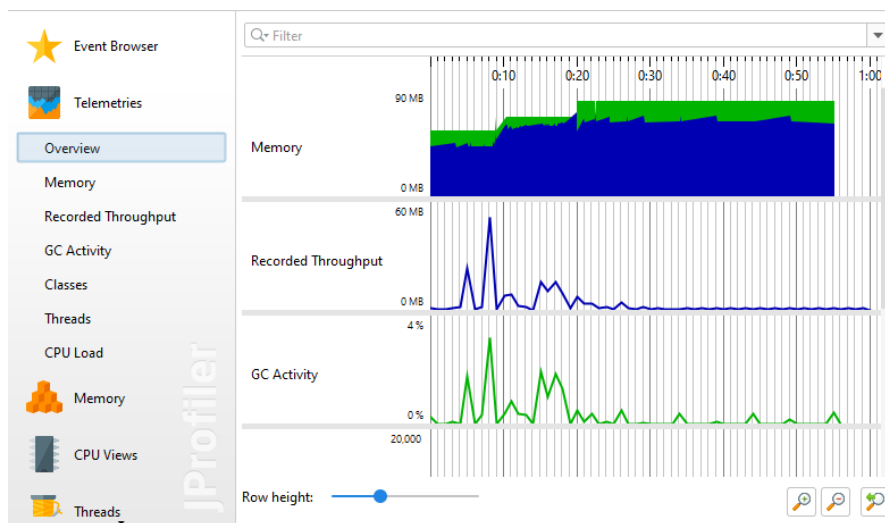 Event Browser
Telemetries
Overview
Memory
Recorded Throughput
GC Activity
Classes
Threads
CPU Load
Memory
CPU Views
Threads
JProfiler
Filter
0:10 0:20 0:30 0:40 0:50 1:00
90 MB
Memory
0 MB
60 MB
Recorded Throughput
0 MB
4 %
GC Activity
0 %
20,000
Row height: